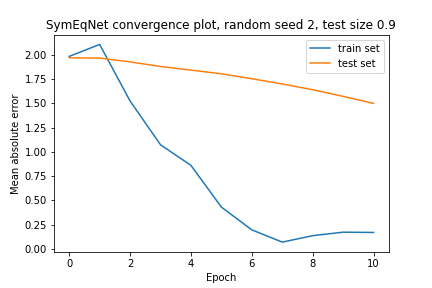 SymEqNet convergence plot, random seed 2, test size 0.9
train set
test set
2.00
1.75
1.50
1.25
1.00
0.75
0.50
0.25
0.00
Mean absolute error
0 2 4 6 8 10
Epoch